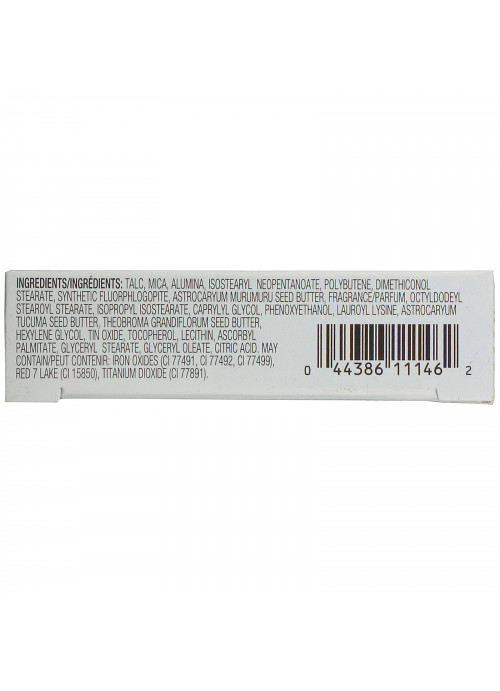 INGREDIENTS/INGRÉDIENTS: TALC, MICA, ALUMINA, ISOSTEARYL NEOPENTANOATE, POLYBUTENE, DIMETHICONOL
STEARATE, SYNTHETIC FLUORPHLOGOPITE, ASTROCARYUM MURUMURU SEED BUTTER, FRAGRANCE/PARFUM, OCTYLDODEYL
STEAROYL STEARATE, ISOPROPYL ISOSTEARATE, CAPRYLYL GLYCOL, PHENOXYETHANOL, LAUROYL LYSINE, ASTROCARYUM
TUCUMA SEED BUTTER, THEOBROMA GRANDIFLORUM SEED BUTTER,
HEXYLENE GLYCOL, TIN OXIDE, TOCOPHEROL, LECITHIN, ASCORBYL
PALMITATE, GLYCERYL STEARATE, GLYCERYL OLEATE, CITRIC ACID. MAY
CONTAIN/PEUT CONTENIR: IRON OXIDES (CI 77491, CI 77492, CI 77499),
RED 7 LAKE (CI 15850), TITANIUM DIOXIDE (CI 77891).
0 44386 11146 2